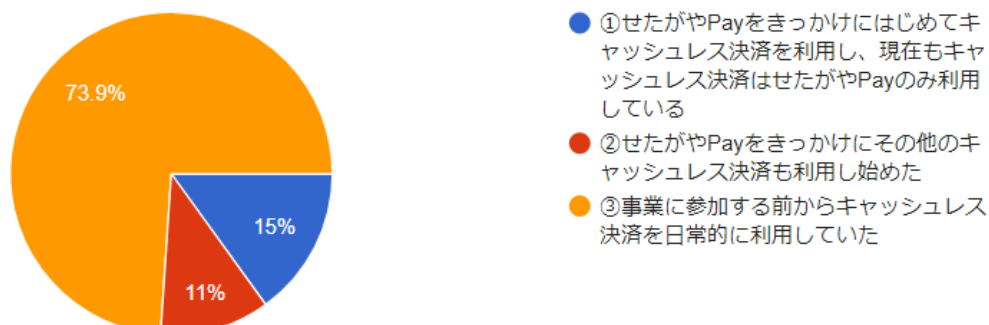 73.9%
15%
11%
①せたがやPayをきっかけにはじめてキ
ャッシュレス決済を利用し、現在もキャ
ッシュレス決済はせたがやPayのみ利用
している
②せたがやPayをきっかけにその他のキ
ャッシュレス決済も利用し始めた
③事業に参加する前からキャッシュレス
決済を日常的に利用していた